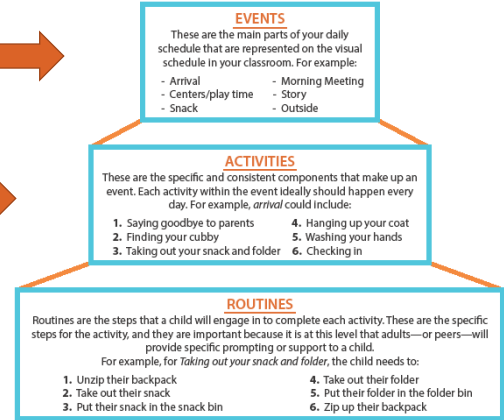 EVENTS
These are the main parts of your daily
schedule that are represented on the visual
schedule in your classroom. For example:
- Arrival - Morning Meeting
- Centers/play time - Story
- Snack - Outside
ACTIVITIES
These are the specific and consistent components that make up an
event. Each activity within the event ideally should happen every
day. For example, arrival could include:
1. Saying goodbye to parents 4. Hanging up your coat
2. Finding your cubby 5. Washing your hands
3. Taking out your snack and folder 6. Checking in
ROUTINES
Routines are the steps that a child will engage in to complete each activity. These are the specific
steps for the activity, and they are important because it is at this level that adults—or peers—will
provide specific prompting or support to a child.
For example, for Taking out your snack and folder, the child needs to:
1. Unzip their backpack 4. Take out their folder
2. Take out their snack 5. Put their folder in the folder bin
3. Put their snack in the snack bin 6. Zip up their backpack